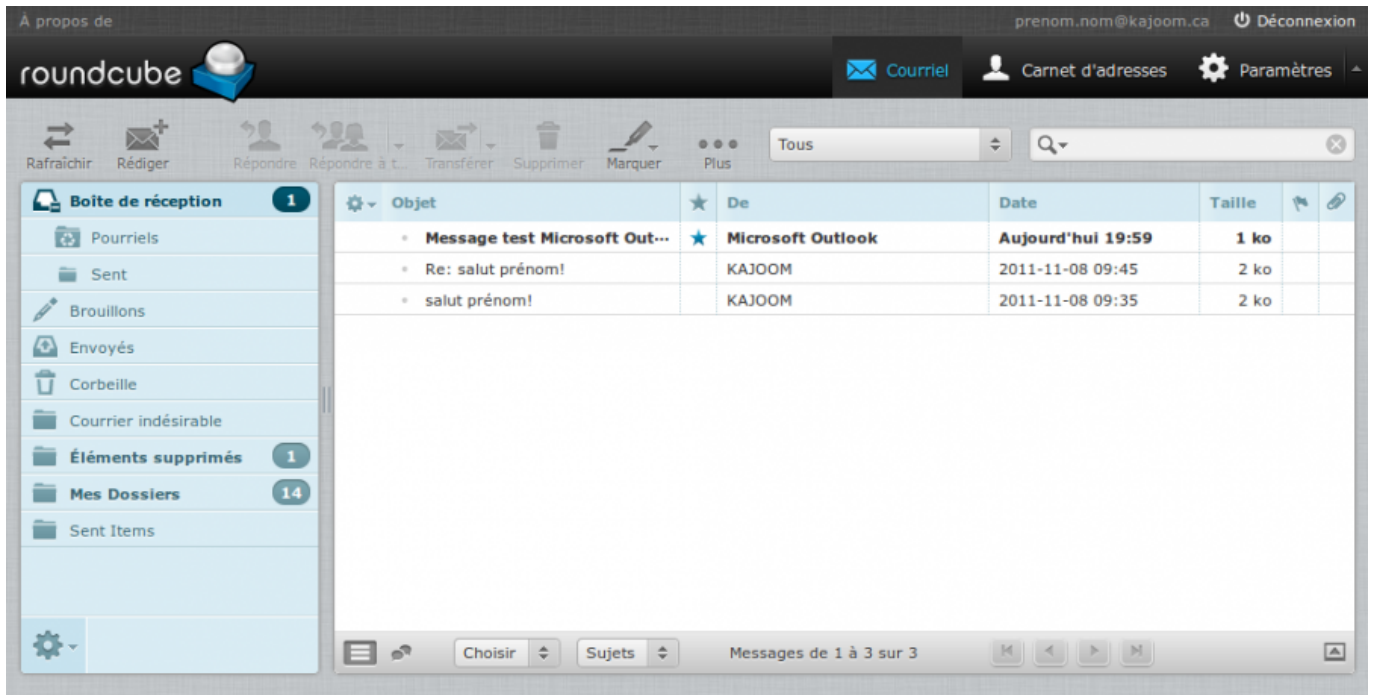 À propos de prenom.nom@kajoom.ca Déconnexion
roundcube Courriel Carnet d'adresses Paramètres
Rafraîchir Rédiger Répondre Répondre à t... Transférer Supprimer Marquer Plus Tous
Boîte de réception 1
Pourriels
Sent
Brouillons
Envoyés
Corbeille
Courrier indésirable
Éléments supprimés 1
Mes Dossiers 14
Sent Items
Objet De Date Taille
Message test Microsoft Out... Microsoft Outlook Aujourd'hui 19:59 1 ko
Re: salut prénom! KAJOOM 2011-11-08 09:45 2 ko
salut prénom! KAJOOM 2011-11-08 09:35 2 ko
Choisir Sujets Messages de 1 à 3 sur 3